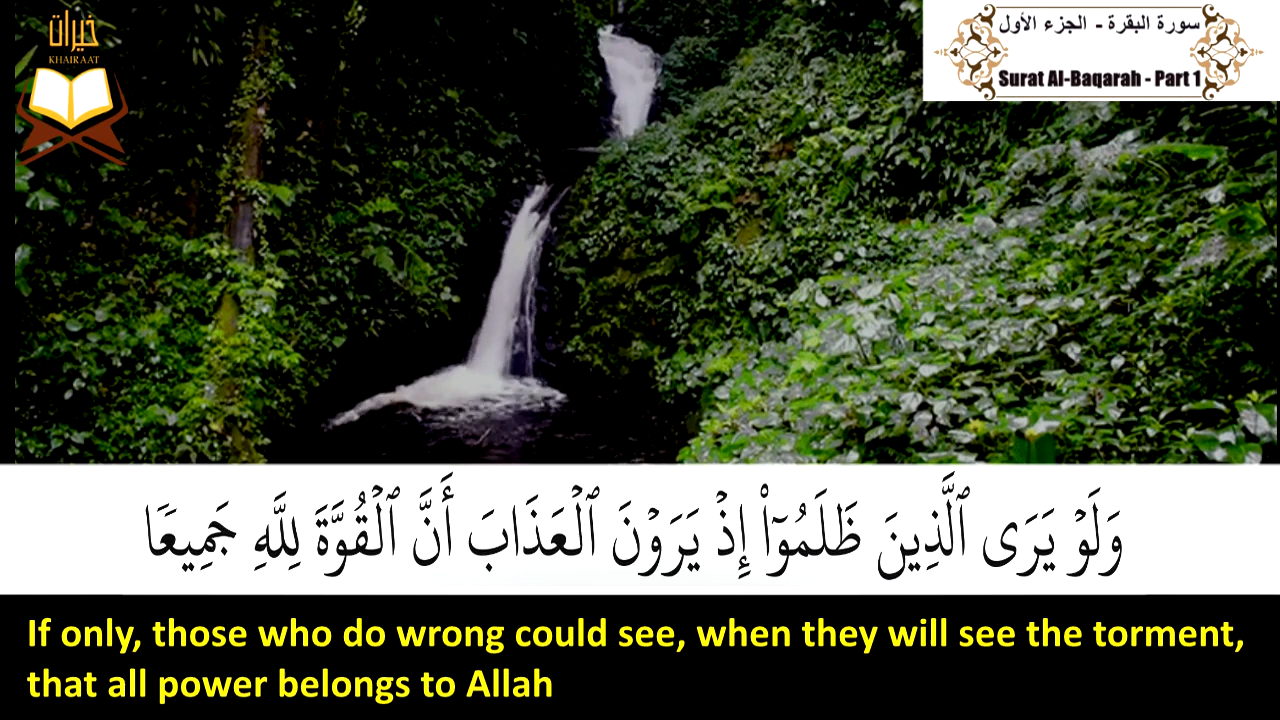 خيرات
KHAIRAAT
سورة البقرة - الجزء الأول
Surat Al-Baqarah - Part 1
وَلَوۡ يَرَى ٱلَّذِينَ ظَلَمُوٓاْ إِذۡ يَرَوۡنَ ٱلۡعَذَابَ أَنَّ ٱلۡقُوَّةَ لِلَّهِ جَمِيعَا
If only, those who do wrong could see, when they will see the torment,
that all power belongs to Allah